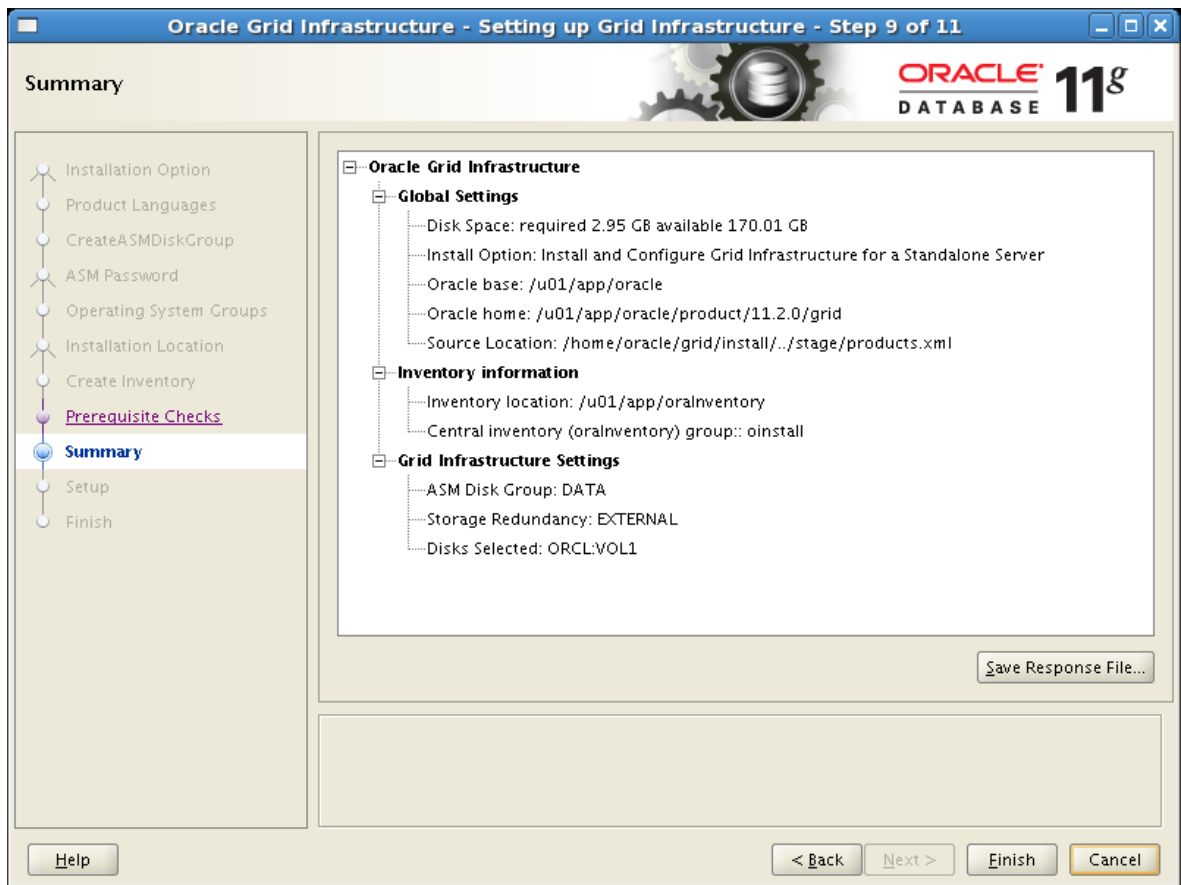 Oracle Grid Infrastructure - Setting up Grid Infrastructure - Step 9 of 11
Summary
ORACLE
DATABASE
11g
Installation Option
Product Languages
CreateASMDiskGroup
ASM Password
Operating System Groups
Installation Location
Create Inventory
Prerequisite Checks
Summary
Setup
Finish
Oracle Grid Infrastructure
Global Settings
Disk Space: required 2.95 GB available 170.01 GB
Install Option: Install and Configure Grid Infrastructure for a Standalone Server
Oracle base: /u01/app/oracle
Oracle home: /u01/app/oracle/product/11.2.0/grid
Source Location: /home/oracle/grid/install/../stage/products.xml
Inventory information
Inventory location: /u01/app/oraInventory
Central inventory (oraInventory) group:: oinstall
Grid Infrastructure Settings
ASM Disk Group: DATA
Storage Redundancy: EXTERNAL
Disks Selected: ORCL:VOL1
Save Response File...
Help
< Back
Next >
Finish
Cancel